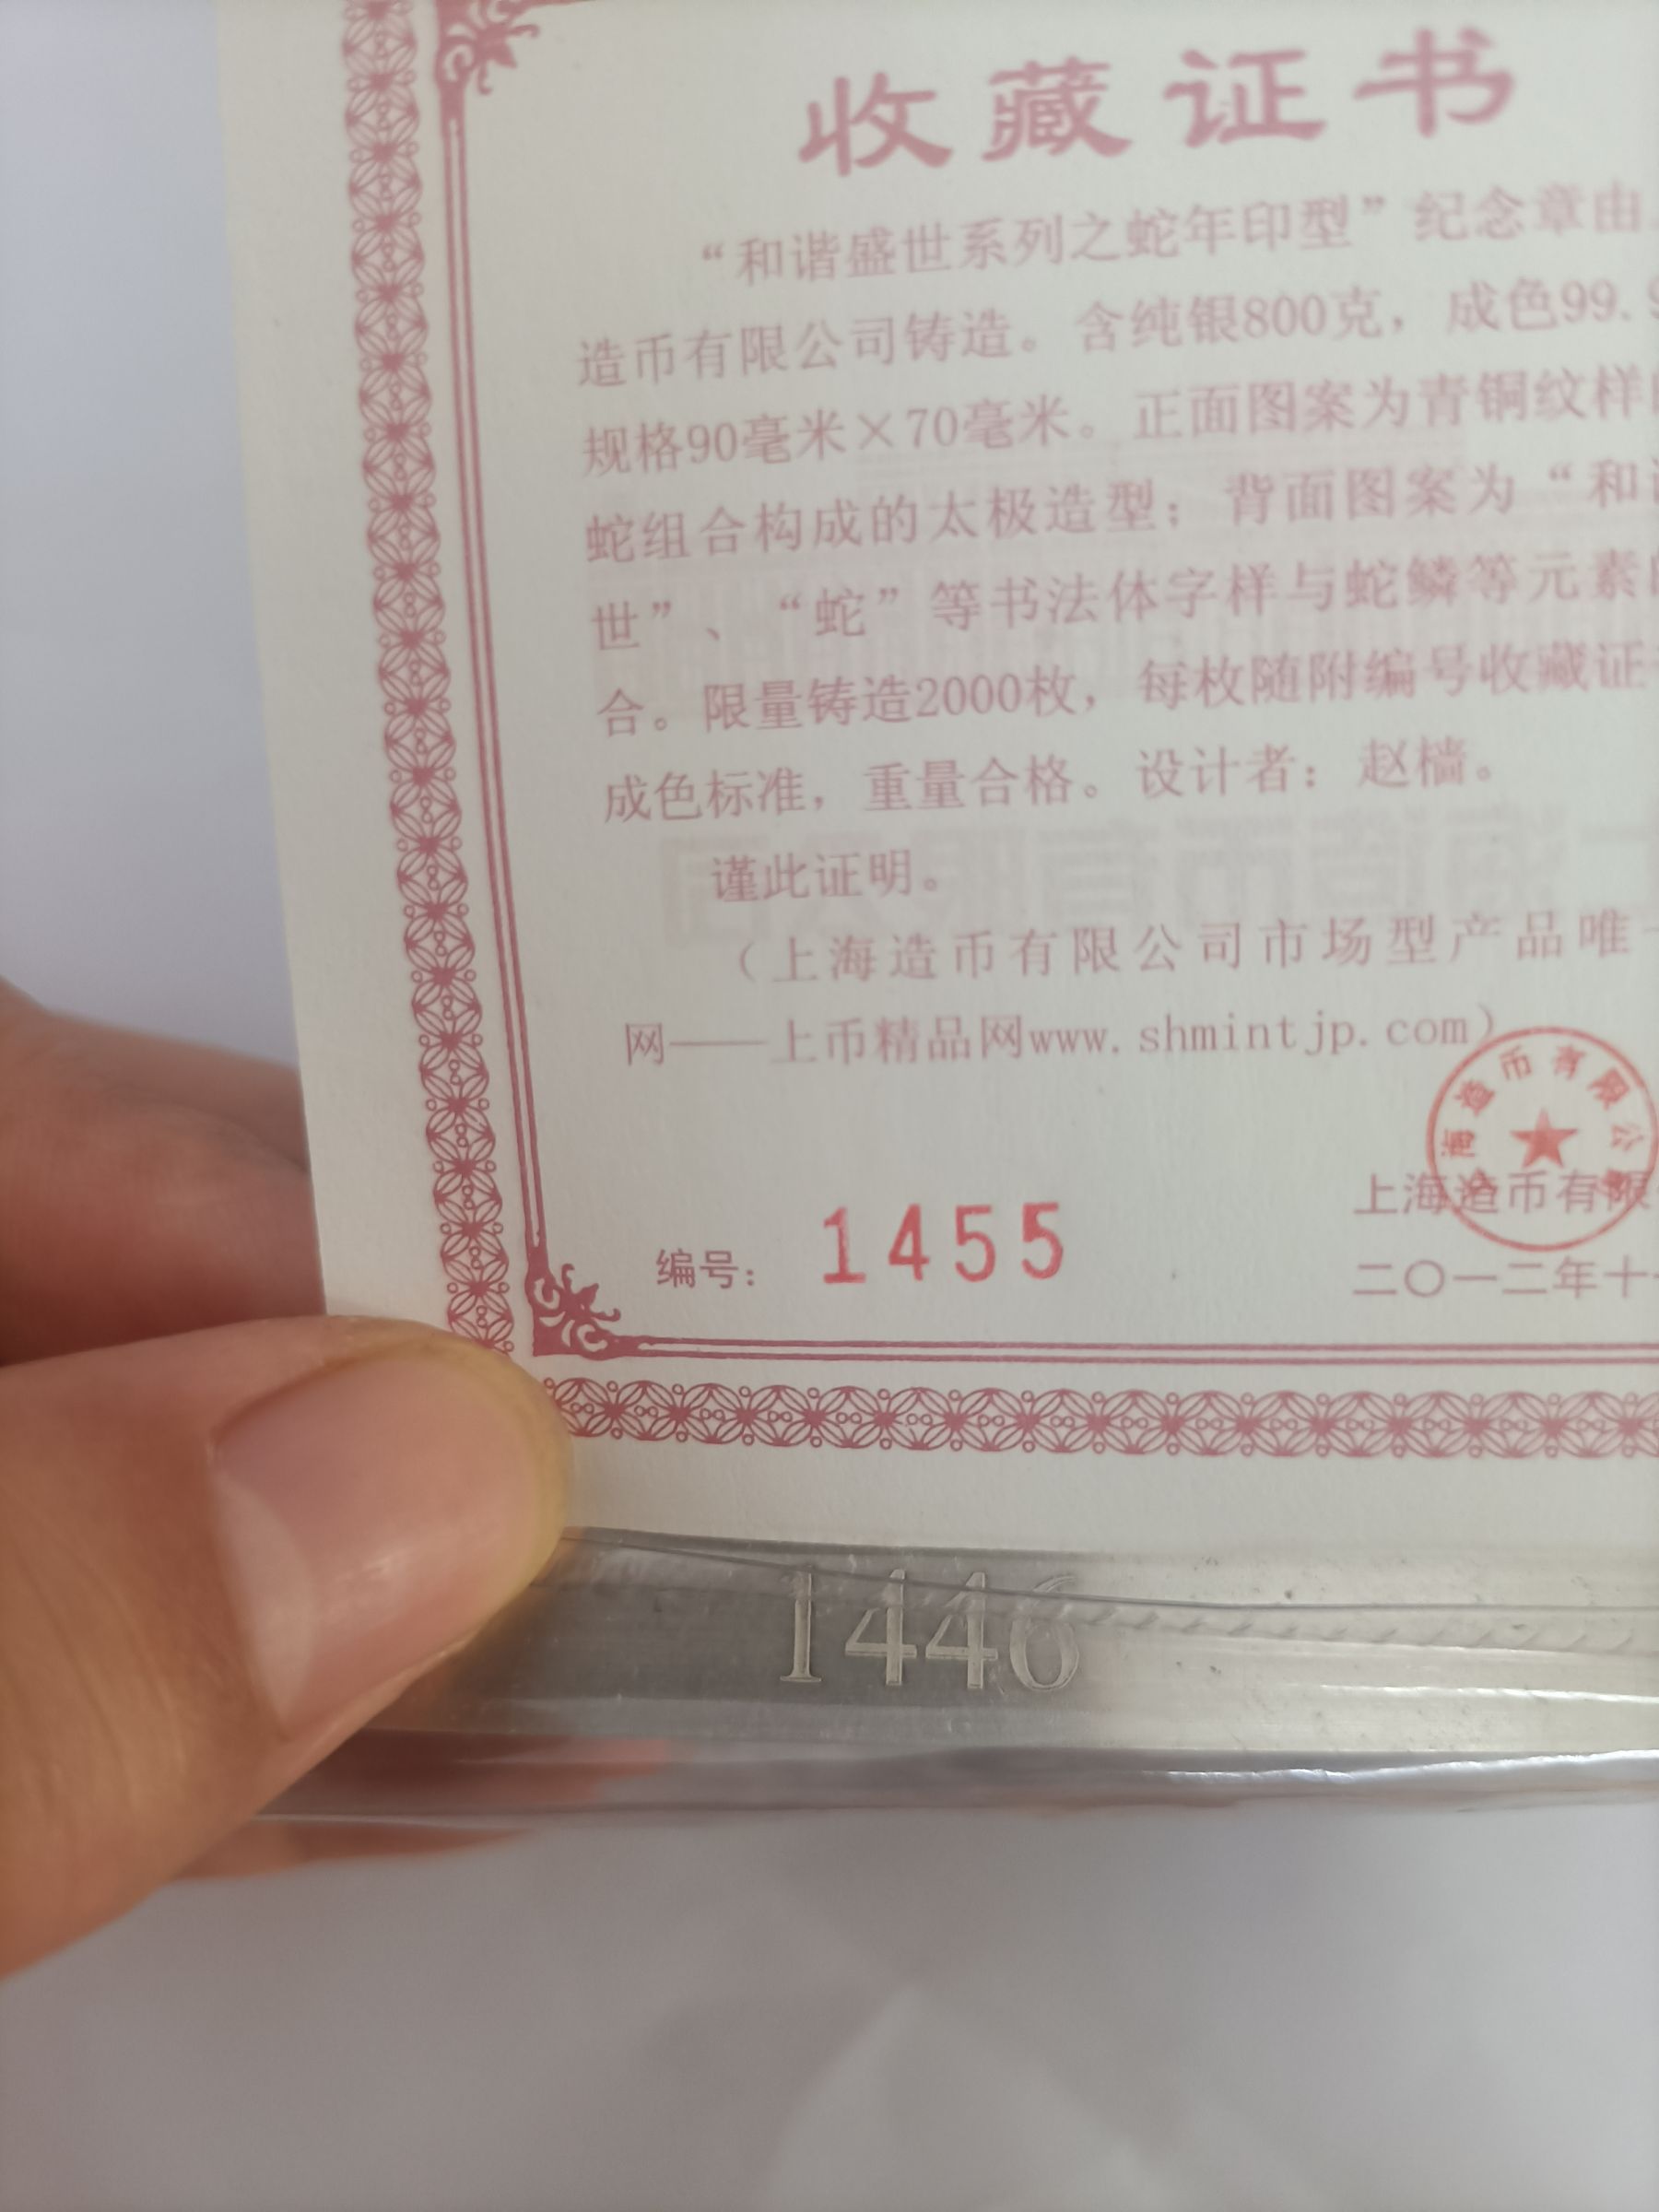 收藏证书
“和谐盛世系列之蛇年印型”纪念章由
造币有限公司铸造。含纯银800克，成色99.9
规格90毫米×70毫米。正面图案为青铜纹样
蛇组合构成的太极造型；背面图案为“和
世”、“蛇”等书法体字样与蛇鳞等元素
合。限量铸造2000枚，每枚随附编号收藏证
成色标准，重量合格。设计者：赵樯。
谨此证明。
（上海造币有限公司市场型产品唯一
网——上币精品网www.shmintjp.com）
海造币有限公
上海造币有限
编号： 1455
二〇一二年十
1446